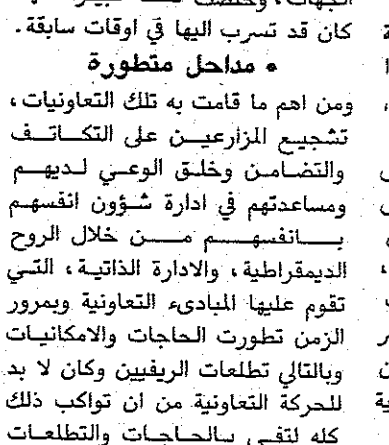 كان قد تسرب اليها في اوقات سابقة.
• مداخل متطورة
ومن اهم ما قامت به تلك التعاونيات،
تشجيع المزارعين على التكاتف
والتضامن وخلق الوعي لديهم
ومساعدتهم في ادارة شؤون انفسهم
بانفسهم من خلال الروح
الديمقراطية، والادارة الذاتية، التي
تقوم عليها المبادىء التعاونية وبمرور
الزمن تطورت الحاجات والامكانيات
وبالتالي تطلعات الريفيين وكان لا بد
للحركة التعاونية من ان تواكب ذلك
كله لتفي بالحاجات والتطلعات